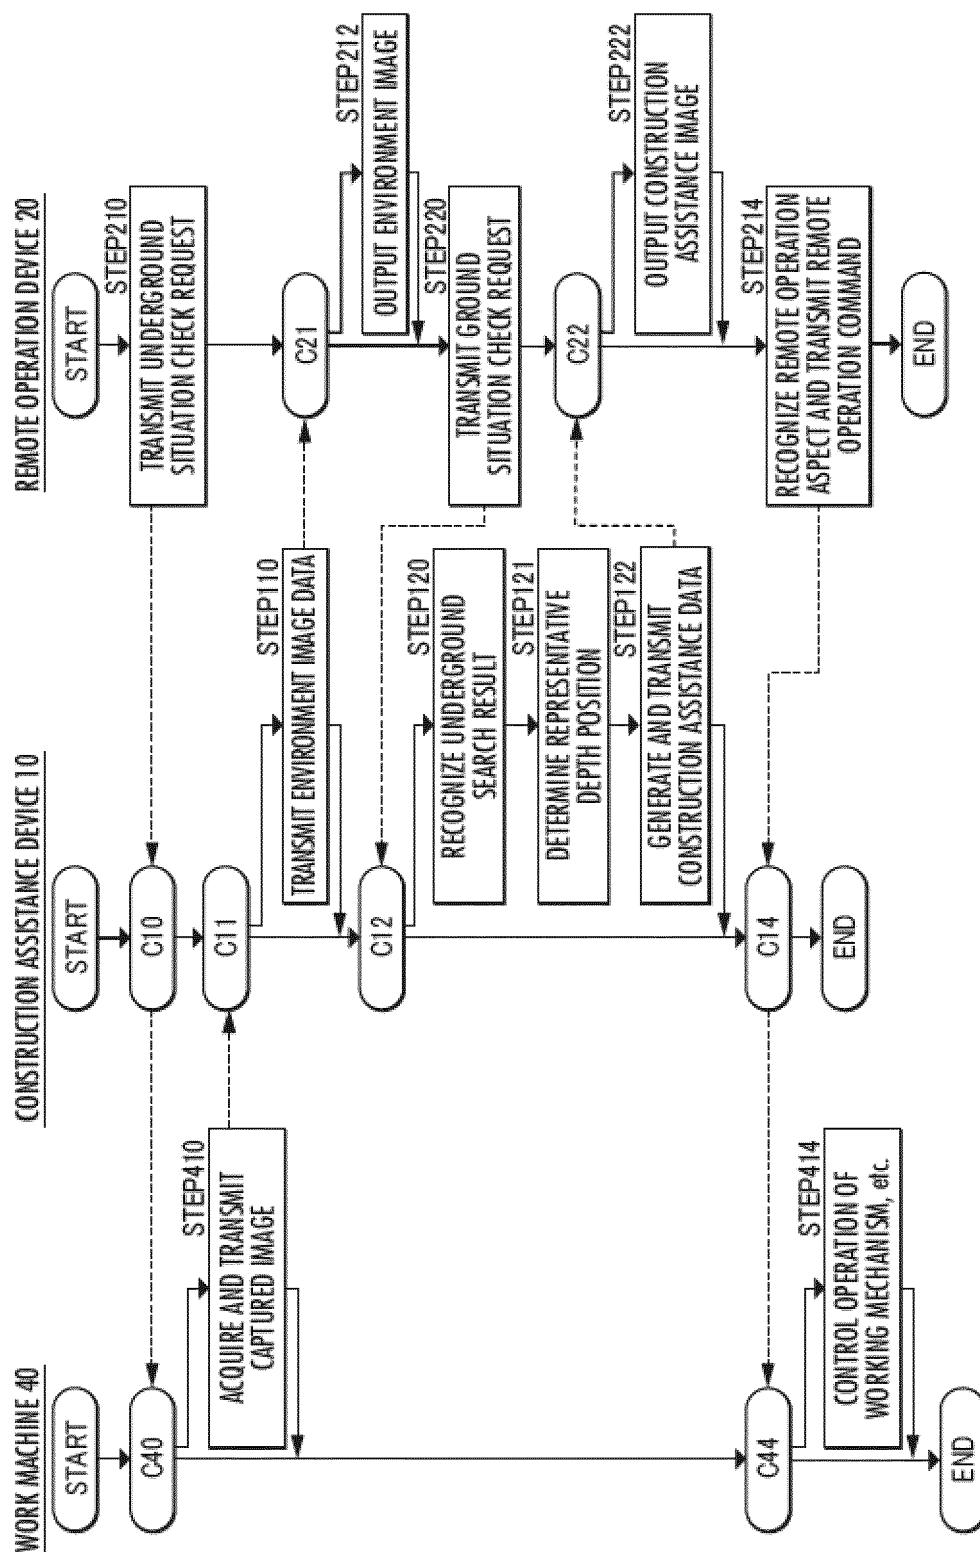 WORK MACHINE 40
START
C40
STEP410
ACQUIRE AND TRANSMIT
CAPTURED IMAGE
C44
STEP414
CONTROL OPERATION OF
WORKING MECHANISM, etc.
END
CONSTRUCTION ASSISTANCE DEVICE 10
START
C10
C11
STEP110
TRANSMIT ENVIRONMENT IMAGE DATA
C12
STEP120
RECOGNIZE UNDERGROUND
SEARCH RESULT
STEP121
DETERMINE REPRESENTATIVE
DEPTH POSITION
STEP122
GENERATE AND TRANSMIT
CONSTRUCTION ASSISTANCE DATA
C14
END
REMOTE OPERATION DEVICE 20
START
STEP210
TRANSMIT UNDERGROUND
SITUATION CHECK REQUEST
C21
STEP212
OUTPUT ENVIRONMENT IMAGE
STEP220
TRANSMIT GROUND
SITUATION CHECK REQUEST
C22
STEP222
OUTPUT CONSTRUCTION
ASSISTANCE IMAGE
STEP214
RECOGNIZE REMOTE OPERATION
ASPECT AND TRANSMIT REMOTE
OPERATION COMMAND
END